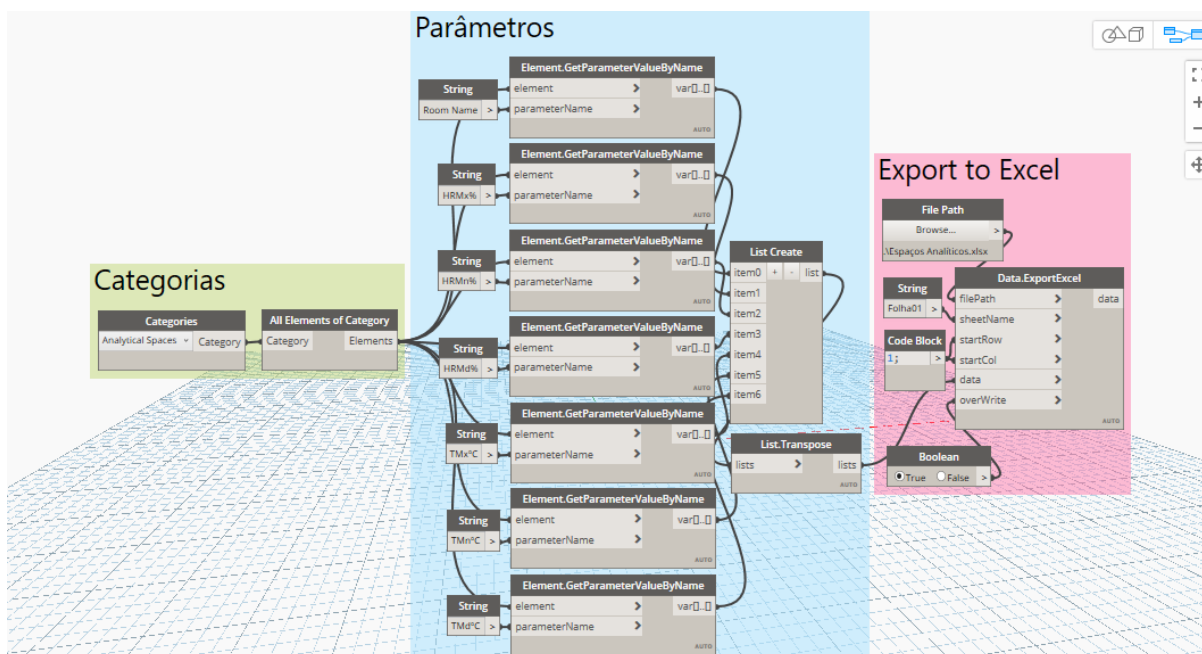 Parâmetros
Categorias
Categories
Analytical Spaces Category
All Elements of Category
Category Elements
String
Room Name >
Element.GetParameterValueByName
element > var[]..[]
parameterName >
AUTO
String
HRMx% >
Element.GetParameterValueByName
element > var[]..[]
parameterName >
AUTO
String
HRMn% >
Element.GetParameterValueByName
element > var[]..[]
parameterName >
AUTO
String
HRMd% >
Element.GetParameterValueByName
element > var[]..[]
parameterName >
AUTO
String
TMx°C >
Element.GetParameterValueByName
element > var[]..[]
parameterName >
AUTO
String
TMn°C >
Element.GetParameterValueByName
element > var[]..[]
parameterName >
AUTO
String
TMd°C >
Element.GetParameterValueByName
element > var[]..[]
parameterName >
AUTO
List Create
item0 + - list
item1
item2
item3
item4
item5
item6
List.Transpose
lists > lists
AUTO
Export to Excel
File Path
Browse... >
.\Espaços Analíticos.xlsx
String
Folha01 >
Code Block
1; >
Data.ExportExcel
filePath > data
sheetName >
startRow >
startCol >
data >
overWrite >
AUTO
Boolean
True False >
AUTO